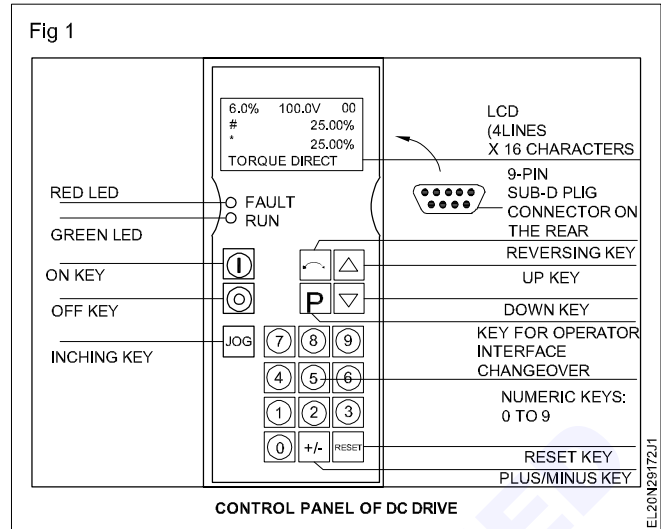 Fig 1
6.0% 100.0V 00
# 25.00%
* 25.00%
TORQUE DIRECT
LCD
(4LINES
X 16 CHARACTERS
9-PIN
SUB-D PLIG
CONNECTOR ON
THE REAR
RED LED
FAULT
RUN
GREEN LED
REVERSING KEY
ON KEY
UP KEY
OFF KEY
P
DOWN KEY
INCHING KEY
JOG
7 8 9
KEY FOR OPERATOR
INTERFACE
CHANGEOVER
4 5 6
NUMERIC KEYS:
0 TO 9
1 2 3
0 +/- RESET
RESET KEY
PLUS/MINUS KEY
CONTROL PANEL OF DC DRIVE
EL20N29172J1